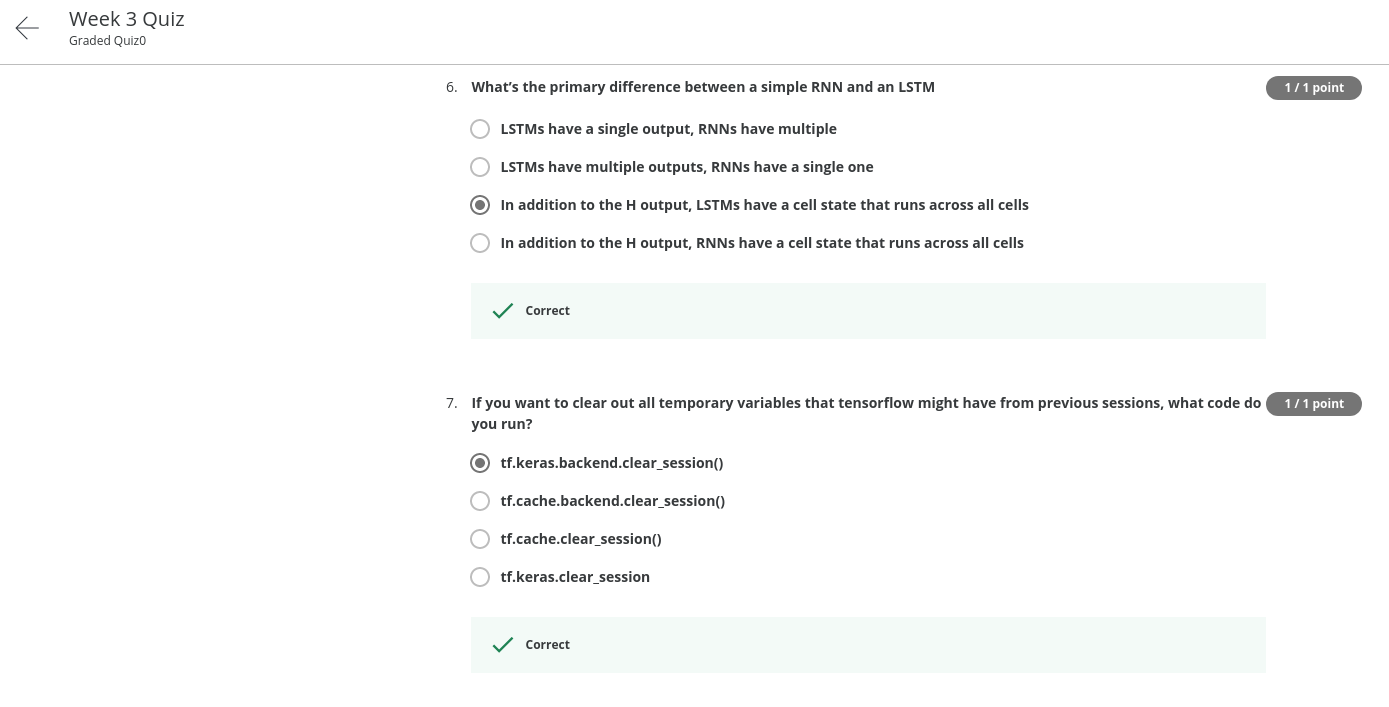 Week 3 Quiz
Graded Quiz0
6. What's the primary difference between a simple RNN and an LSTM
1 / 1 point
LSTMs have a single output, RNNs have multiple
LSTMs have multiple outputs, RNNs have a single one
In addition to the H output, LSTMs have a cell state that runs across all cells
In addition to the H output, RNNs have a cell state that runs across all cells
Correct
7. If you want to clear out all temporary variables that tensorflow might have from previous sessions, what code do
you run?
1 / 1 point
tf.keras.backend.clear_session()
tf.cache.backend.clear_session()
tf.cache.clear_session()
tf.keras.clear_session
Correct